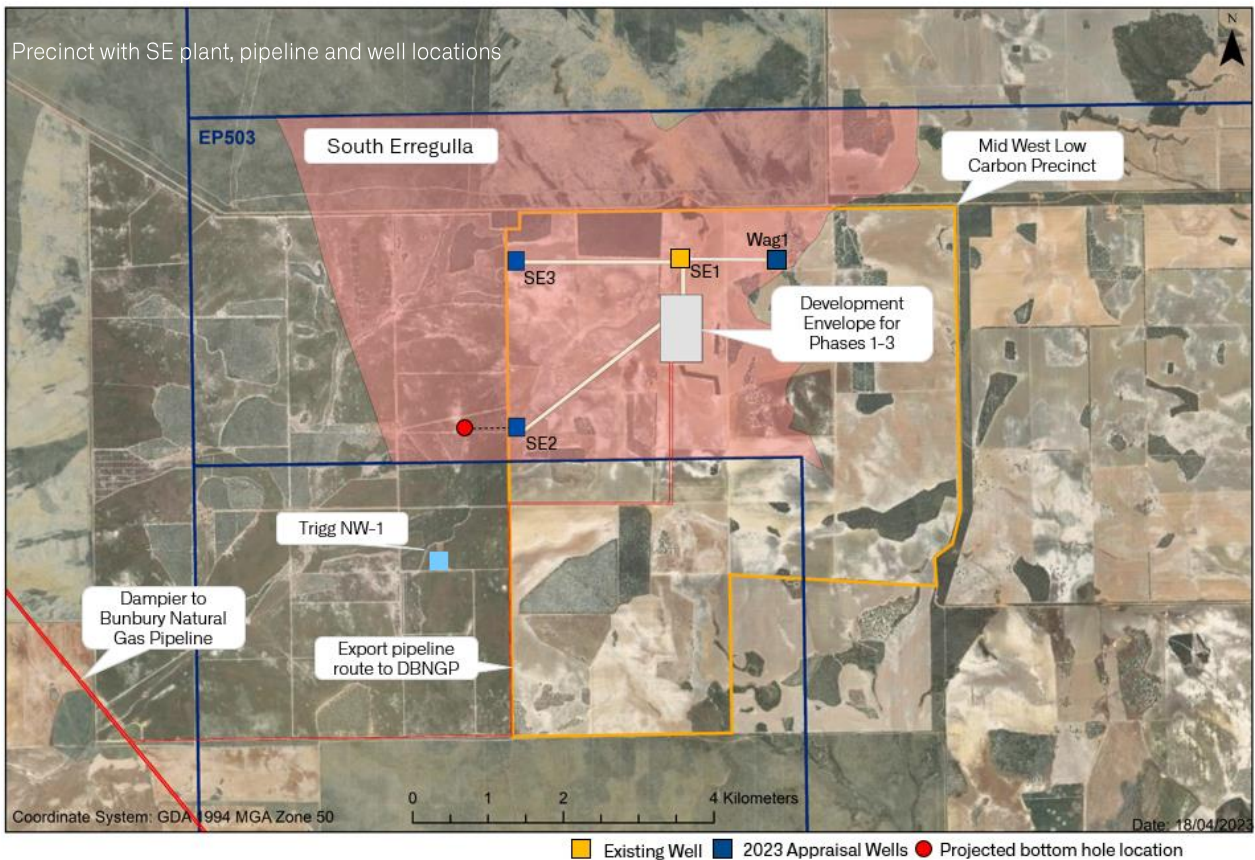 Precinct with SE plant, pipeline and well locations
N
EP503
South Erregulla
Mid West Low
Carbon Precinct
Wag1
SE3
SE1
Development
Envelope for
Phases 1-3
SE2
Trigg NW-1
Dampier to
Bunbury Natural
Gas Pipeline
Export pipeline
route to DBNGP
0 1 2 4 Kilometers
Coordinate System: GDA 1994 MGA Zone 50
Date: 18/04/2023
Existing Well 2023 Appraisal Wells Projected bottom hole location